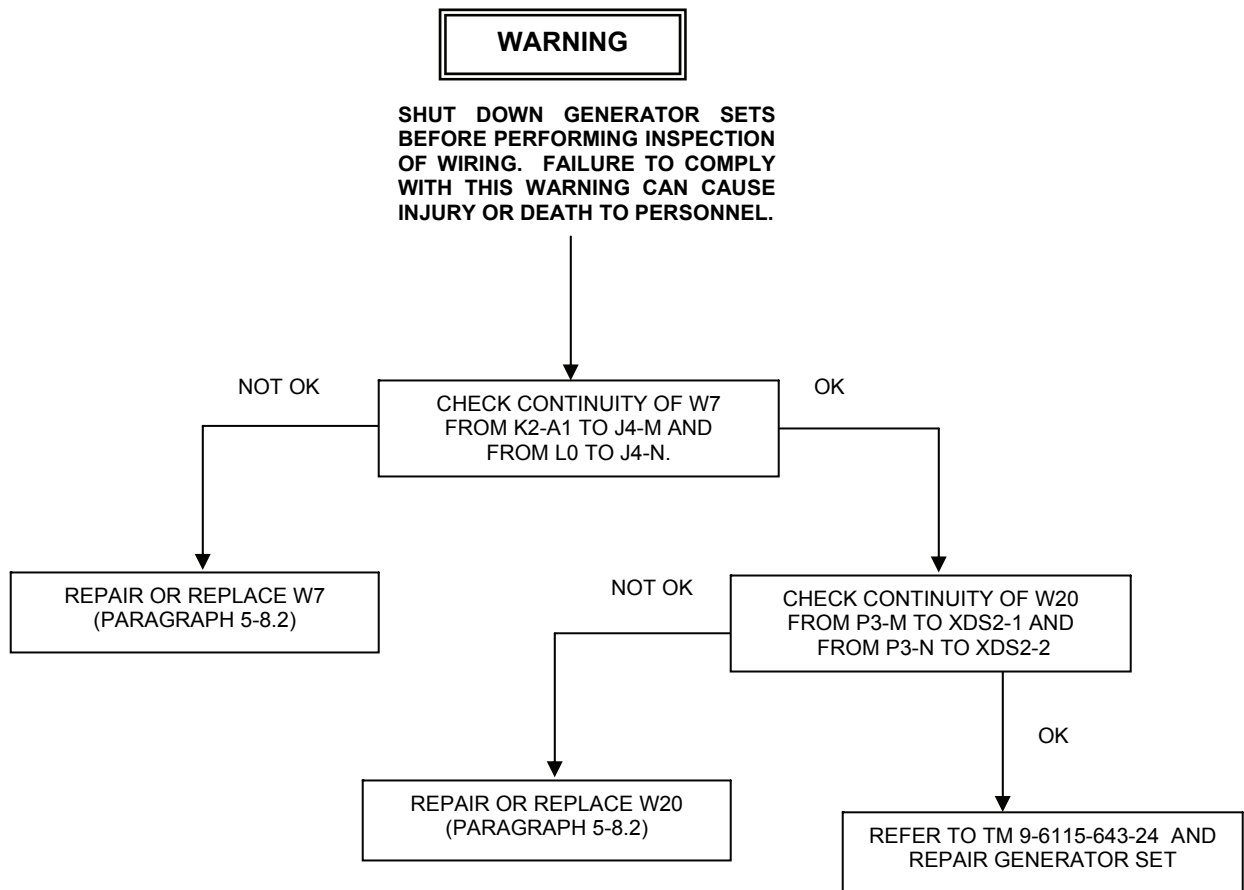 WARNING
SHUT DOWN GENERATOR SETS
BEFORE PERFORMING INSPECTION
OF WIRING. FAILURE TO COMPLY
WITH THIS WARNING CAN CAUSE
INJURY OR DEATH TO PERSONNEL.
NOT OK
OK
CHECK CONTINUITY OF W7
FROM K2-A1 TO J4-M AND
FROM L0 TO J4-N.
REPAIR OR REPLACE W7
(PARAGRAPH 5-8.2)
NOT OK
CHECK CONTINUITY OF W20
FROM P3-M TO XDS2-1 AND
FROM P3-N TO XDS2-2
OK
REPAIR OR REPLACE W20
(PARAGRAPH 5-8.2)
REFER TO TM 9-6115-643-24 AND
REPAIR GENERATOR SET